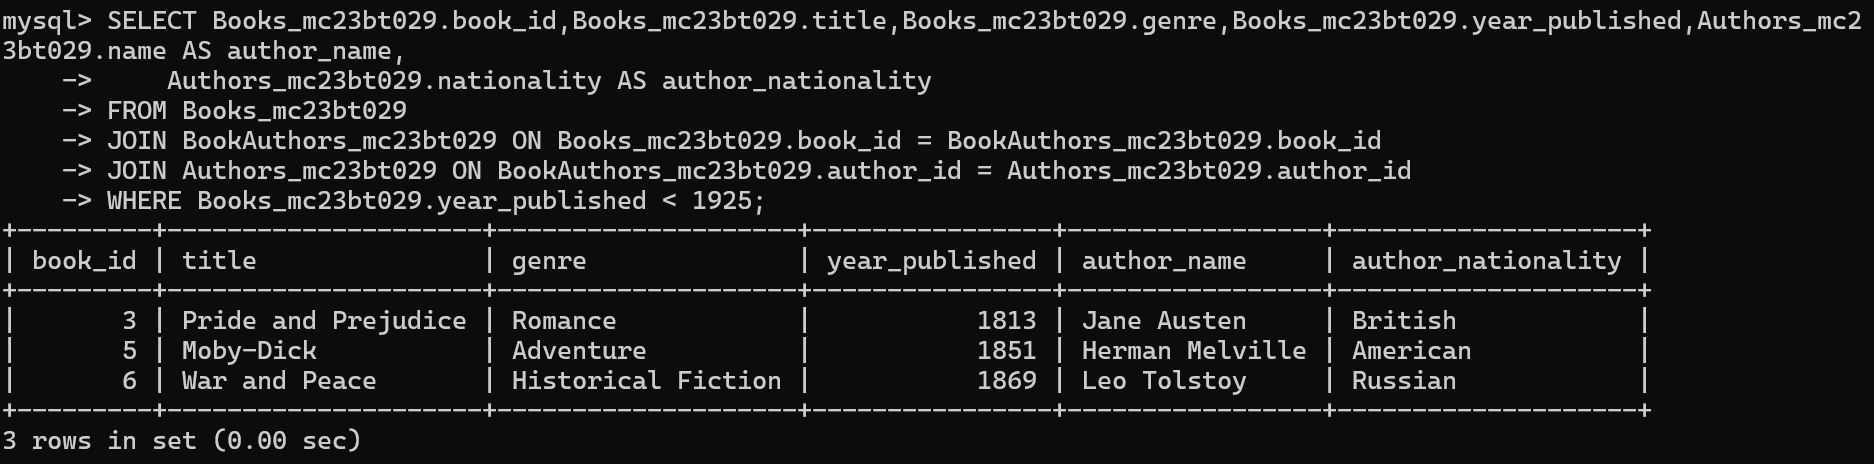 mysql> SELECT Books_mc23bt029.book_id,Books_mc23bt029.title,Books_mc23bt029.genre,Books_mc23bt029.year_published,Authors_mc2
3bt029.name AS author_name,
    ->     Authors_mc23bt029.nationality AS author_nationality
    -> FROM Books_mc23bt029
    -> JOIN BookAuthors_mc23bt029 ON Books_mc23bt029.book_id = BookAuthors_mc23bt029.book_id
    -> JOIN Authors_mc23bt029 ON BookAuthors_mc23bt029.author_id = Authors_mc23bt029.author_id
    -> WHERE Books_mc23bt029.year_published < 1925;
+---------+---------------------+--------------------+----------------+-----------------+--------------------+
| book_id | title               | genre              | year_published | author_name     | author_nationality |
+---------+---------------------+--------------------+----------------+-----------------+--------------------+
|       3 | Pride and Prejudice | Romance            |           1813 | Jane Austen     | British            |
|       5 | Moby-Dick           | Adventure          |           1851 | Herman Melville | American           |
|       6 | War and Peace       | Historical Fiction |           1869 | Leo Tolstoy     | Russian            |
+---------+---------------------+--------------------+----------------+-----------------+--------------------+
3 rows in set (0.00 sec)